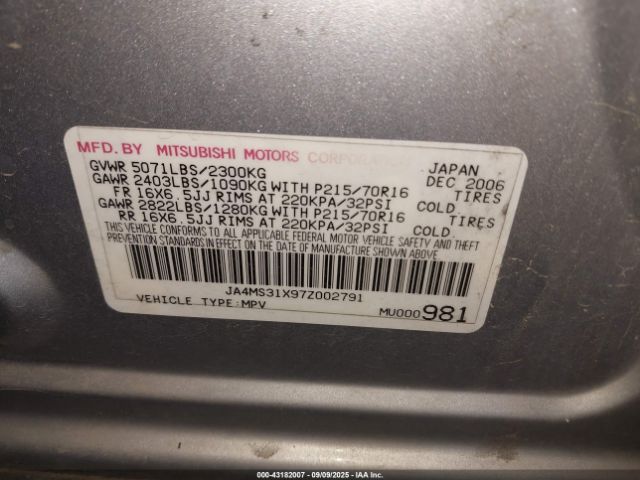 MFD. BY MITSUBISHI MOTORS CORPORATION JAPAN
GVWR 5071LBS/2300KG DEC 2006
GAWR 2403LBS/1090KG WITH P215/70R16 TIRES
FR 16X6.5JJ RIMS AT 220KPA/32PSI COLD
GAWR 2822LBS/1280KG WITH P215/70R16 TIRES
RR 16X6.5JJ RIMS AT 220KPA/32PSI COLD
THIS VEHICLE CONFORMS TO ALL APPLICABLE FEDERAL MOTOR VEHICLE SAFETY AND THEFT
PREVENTION STANDARDS IN EFFECT ON THE DATE OF MANUFACTURE SHOWN ABOVE.
JA4MS31X97Z002791
VEHICLE TYPE:MPV MU000981
000-43182007 - 09/09/2025 - IAAI.com